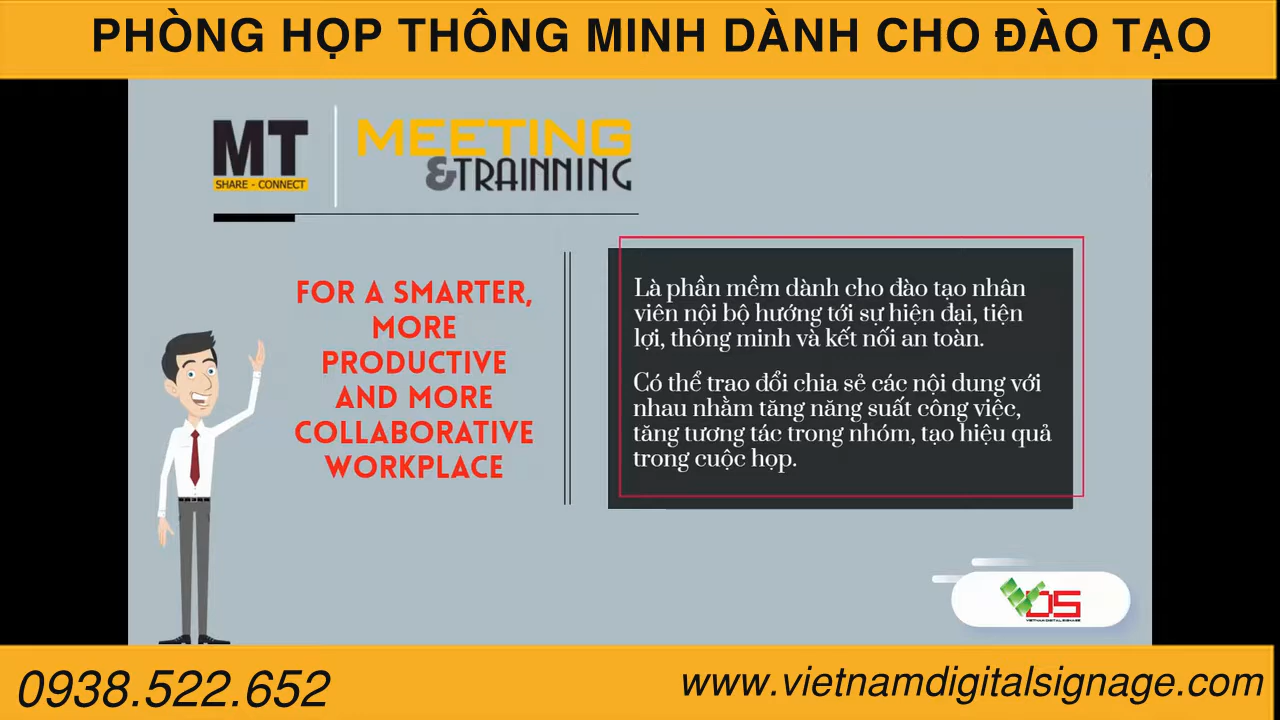 PHÒNG HỌP THÔNG MINH DÀNH CHO ĐÀO TẠO
MT
SHARE - CONNECT
MEETING
&TRAINNING
FOR A SMARTER,
MORE
PRODUCTIVE
AND MORE
COLLABORATIVE
WORKPLACE
Là phần mềm dành cho đào tạo nhân
viên nội bộ hướng tới sự hiện đại, tiện
lợi, thông minh và kết nối an toàn.
Có thể trao đổi chia sẻ các nội dung với
nhau nhằm tăng năng suất công việc,
tăng tương tác trong nhóm, tạo hiệu quả
trong cuộc họp.
VDS
VIETNAM DIGITAL SIGNAGE
0938.522.652
www.vietnamdigitalsignage.com